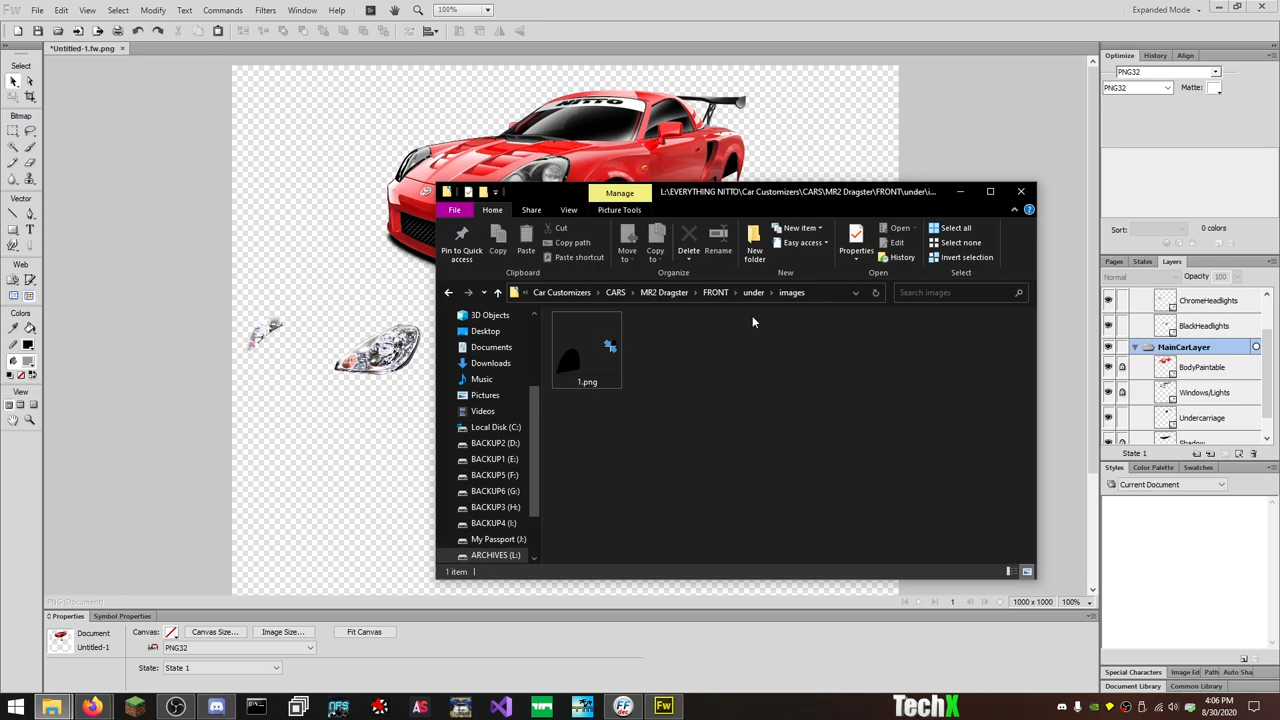 Fw File Edit View Select Modify Text Commands Filters Window Help Br 100% Expanded Mode
*Untitled-1.fw.png
Select
Bitmap
Vector
Web
Colors
View
NITTO
Manage L:\EVERYTHING NITTO\Car Customizers\CARS\MR2 Dragster\FRONT\under\i...
File Home Share View Picture Tools
Pin to Quick access
Copy
Paste
Cut
Copy path
Paste shortcut
Clipboard
Move to
Copy to
Delete
Rename
Organize
New folder
New item
Easy access
New
Properties
Open
Edit
History
Open
Select all
Select none
Invert selection
Select
Car Customizers CARS MR2 Dragster FRONT under images Search images
3D Objects
Desktop
Documents
Downloads
Music
Pictures
Videos
Local Disk (C:)
BACKUP2 (D:)
BACKUP1 (E:)
BACKUP5 (F:)
BACKUP6 (G:)
BACKUP3 (H:)
BACKUP4 (I:)
My Passport (J:)
ARCHIVES (L:)
1.png
1 item
Optimize History Align
PNG32
PNG32 Matte:
Sort: 0 colors
Pages States Layers
Normal Opacity 100
ChromeHeadlights
BlackHeadlights
MainCarLayer
BodyPaintable
Windows/Lights
Undercarriage
Shadow
State 1
Styles Color Palette Swatches
Current Document
Special Characters Image Ed Path Auto Sha
Document Library Common Library
PNG (Document) 1 1000 x 1000 100%
Properties Symbol Properties
Document
Untitled-1
Canvas: Canvas Size... Image Size... Fit Canvas
PNG32
State: State 1
TechX
4:06 PM
8/30/2020